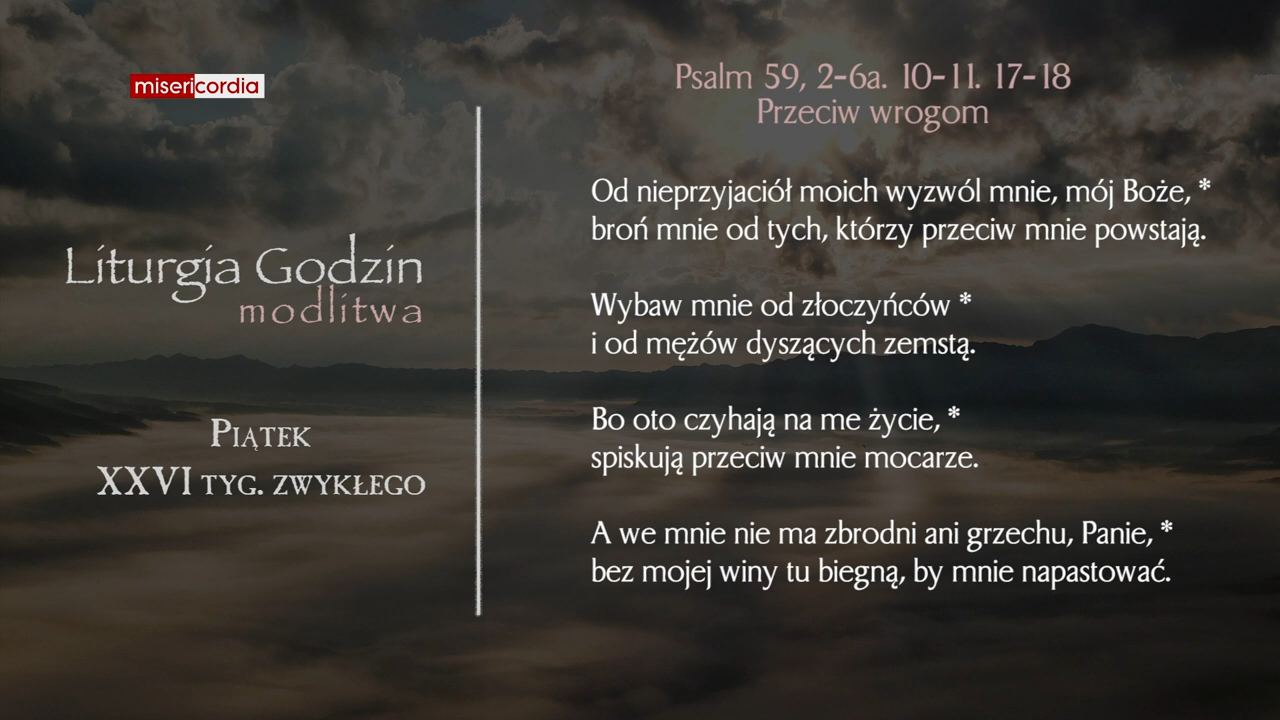 misericordia
Liturgia Godzin
modlitwa
Piątek
XXVI tyg. zwykłego
Psalm 59, 2-6a. 10-11. 17-18
Przeciw wrogom
Od nieprzyjaciół moich wyzwól mnie, mój Boże, *
broń mnie od tych, którzy przeciw mnie powstają.
Wybaw mnie od złoczyńców *
i od mężów dyszących zemstą.
Bo oto czyhają na me życie, *
spiskują przeciw mnie mocarze.
A we mnie nie ma zbrodni ani grzechu, Panie, *
bez mojej winy tu biegną, by mnie napastować.